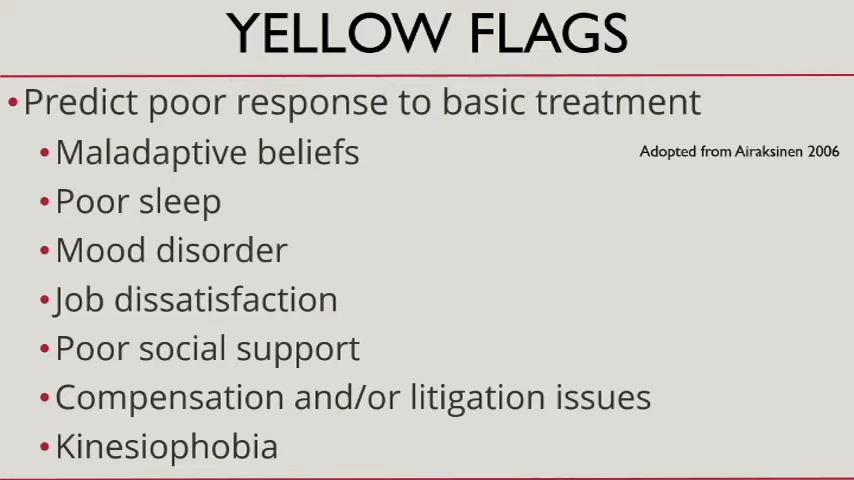 YELLOW FLAGS
•Predict poor response to basic treatment
•Maladaptive beliefs
Adopted from Airaksinen 2006
•Poor sleep
•Mood disorder
•Job dissatisfaction
•Poor social support
•Compensation and/or litigation issues
•Kinesiophobia